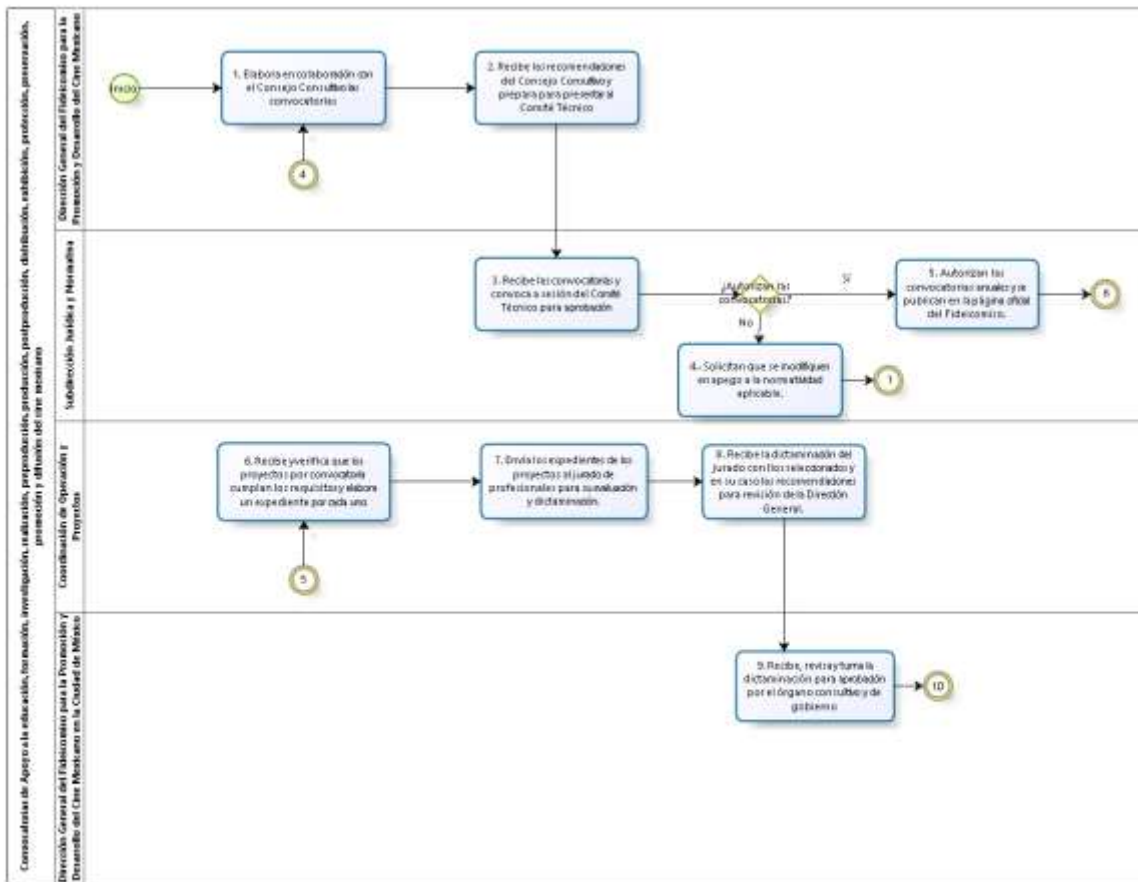 Convocatorias de Apoyo a la educación, formación, investigación, realización, preproducción, producción, postproducción, distribución, exhibición, protección, preservación,
promoción y difusión del cine mexicano
Dirección General del Fideicomiso para la
Promoción y Desarrollo del Cine Mexicano
Inicio
1. Elabora en colaboración con
el Consejo Consultivo las
convocatorias
2. Recibe las recomendaciones
del Consejo Consultivo y
prepara para presentar al
Comité Técnico
4
Subdirección Jurídica y Normativa
3. Recibe las convocatorias y
convoca a sesión del Comité
Técnico para aprobación
¿Autorizan las
convocatorias?
Sí
No
5. Autorizan las
convocatorias anuales y se
publican en la página oficial
del Fideicomiso.
6
4.- Solicitan que se modifiquen
en apego a la normatividad
aplicable.
1
Coordinación de Operación y
Proyectos
6. Recibe y verifica que los
proyectos por convocatoria
cumplan los requisitos y elabore
un expediente por cada uno.
7. Envía los expedientes de los
proyectos al jurado de
profesionales para su evaluación
y dictaminación.
8. Recibe la dictaminación del
jurado con llos seleccionados y
en su caso las recomendaciones
para revisión de la Dirección
General.
5
Dirección General del Fideicomiso para la Promoción y
Desarrollo del Cine Mexicano en la Ciudad de México
9. Recibe, revisa y turna la
dictaminación para aprobación
por el órgano consultivo y de
gobierno
10